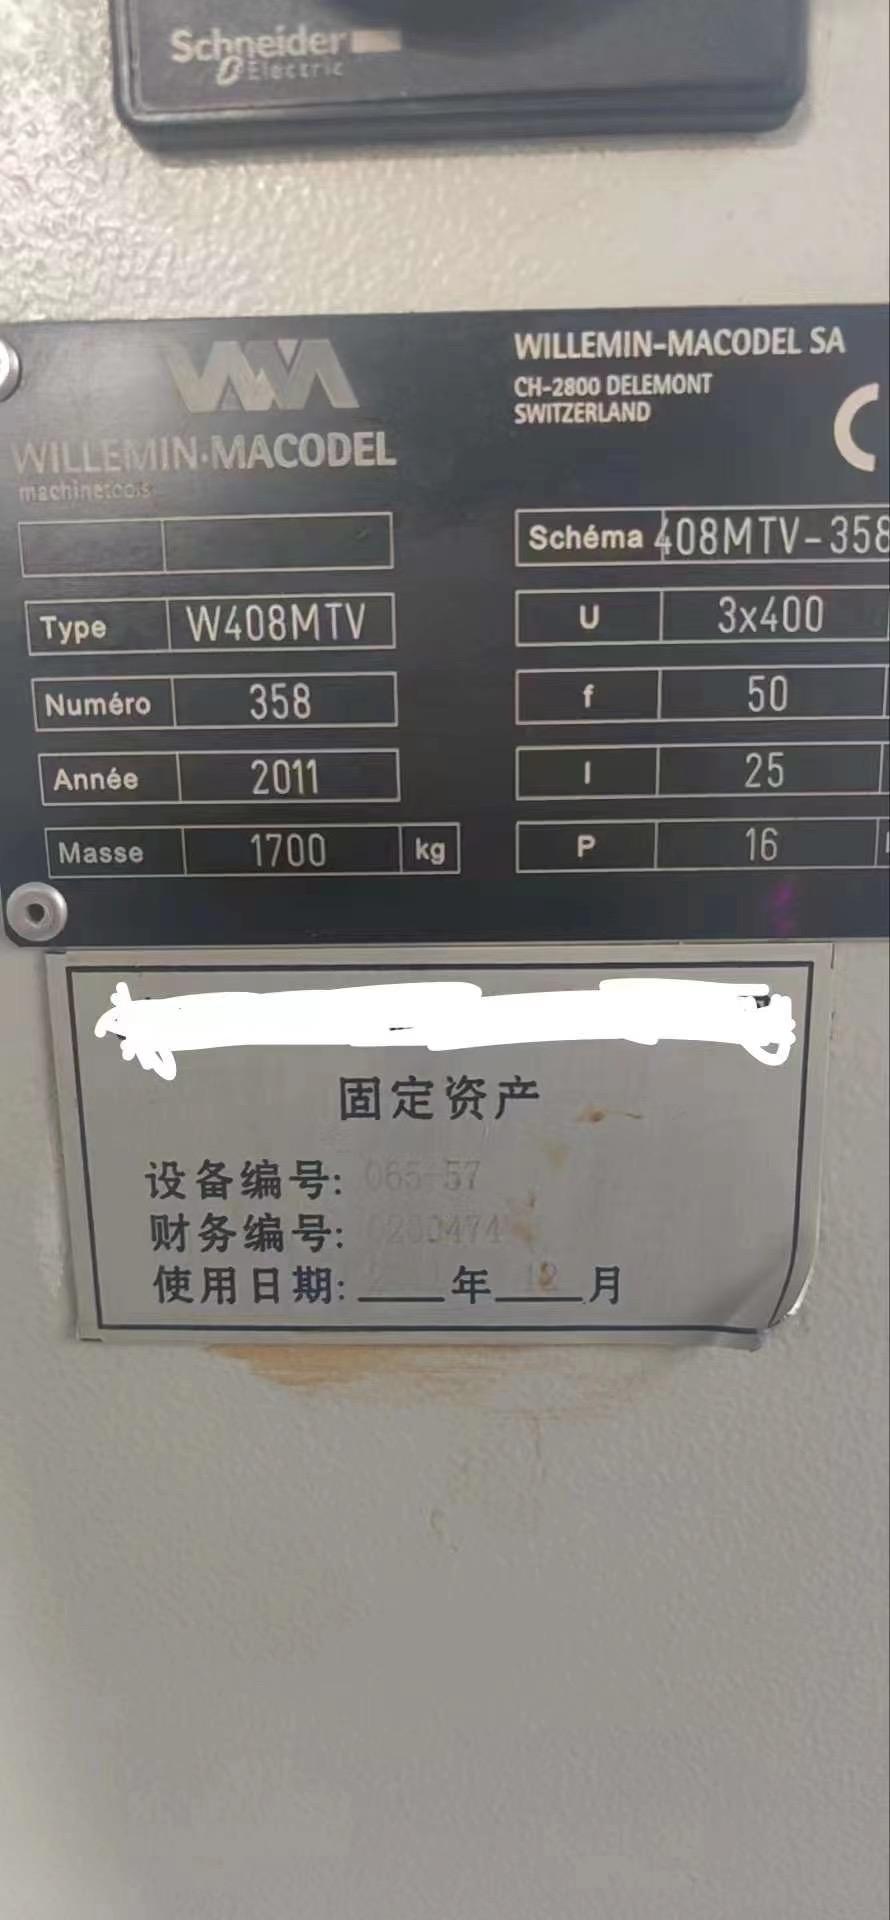 Schneider
Electric
WILLEMIN-MACODEL
machinetools
WILLEMIN-MACODEL SA
CH-2800 DELEMONT
SWITZERLAND
Type W408MTV
Numéro 358
Année 2011
Masse 1700 kg
Schéma 408MTV-358
U 3x400
f 50
I 25
P 16
固定资产
设备编号: 065-57
财务编号: 0280474
使用日期: 年 12 月